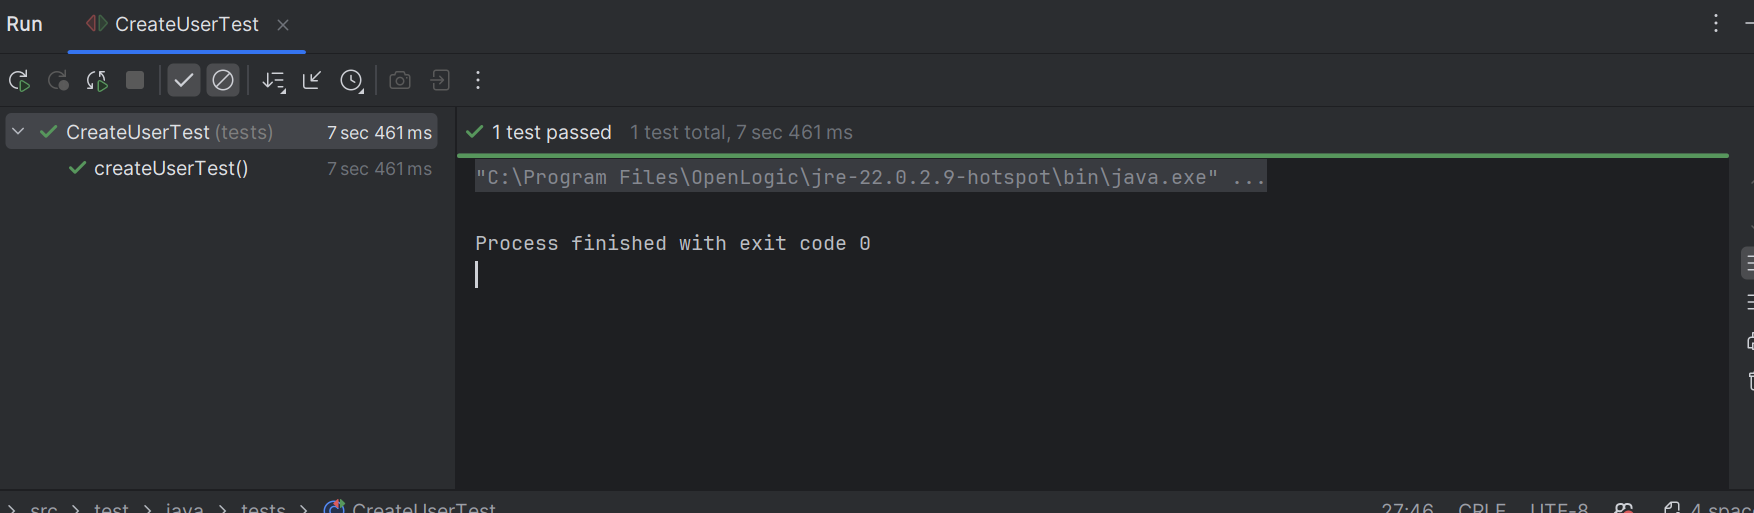 Run CreateUserTest
CreateUserTest (tests) 7 sec 461 ms
createUserTest() 7 sec 461 ms
1 test passed 1 test total, 7 sec 461 ms
"C:\Program Files\OpenLogic\jre-22.0.2.9-hotspot\bin\java.exe" ...
Process finished with exit code 0
src > test > java > tests > CreateUserTest 27:46 CRLF UTF-8 4 spac